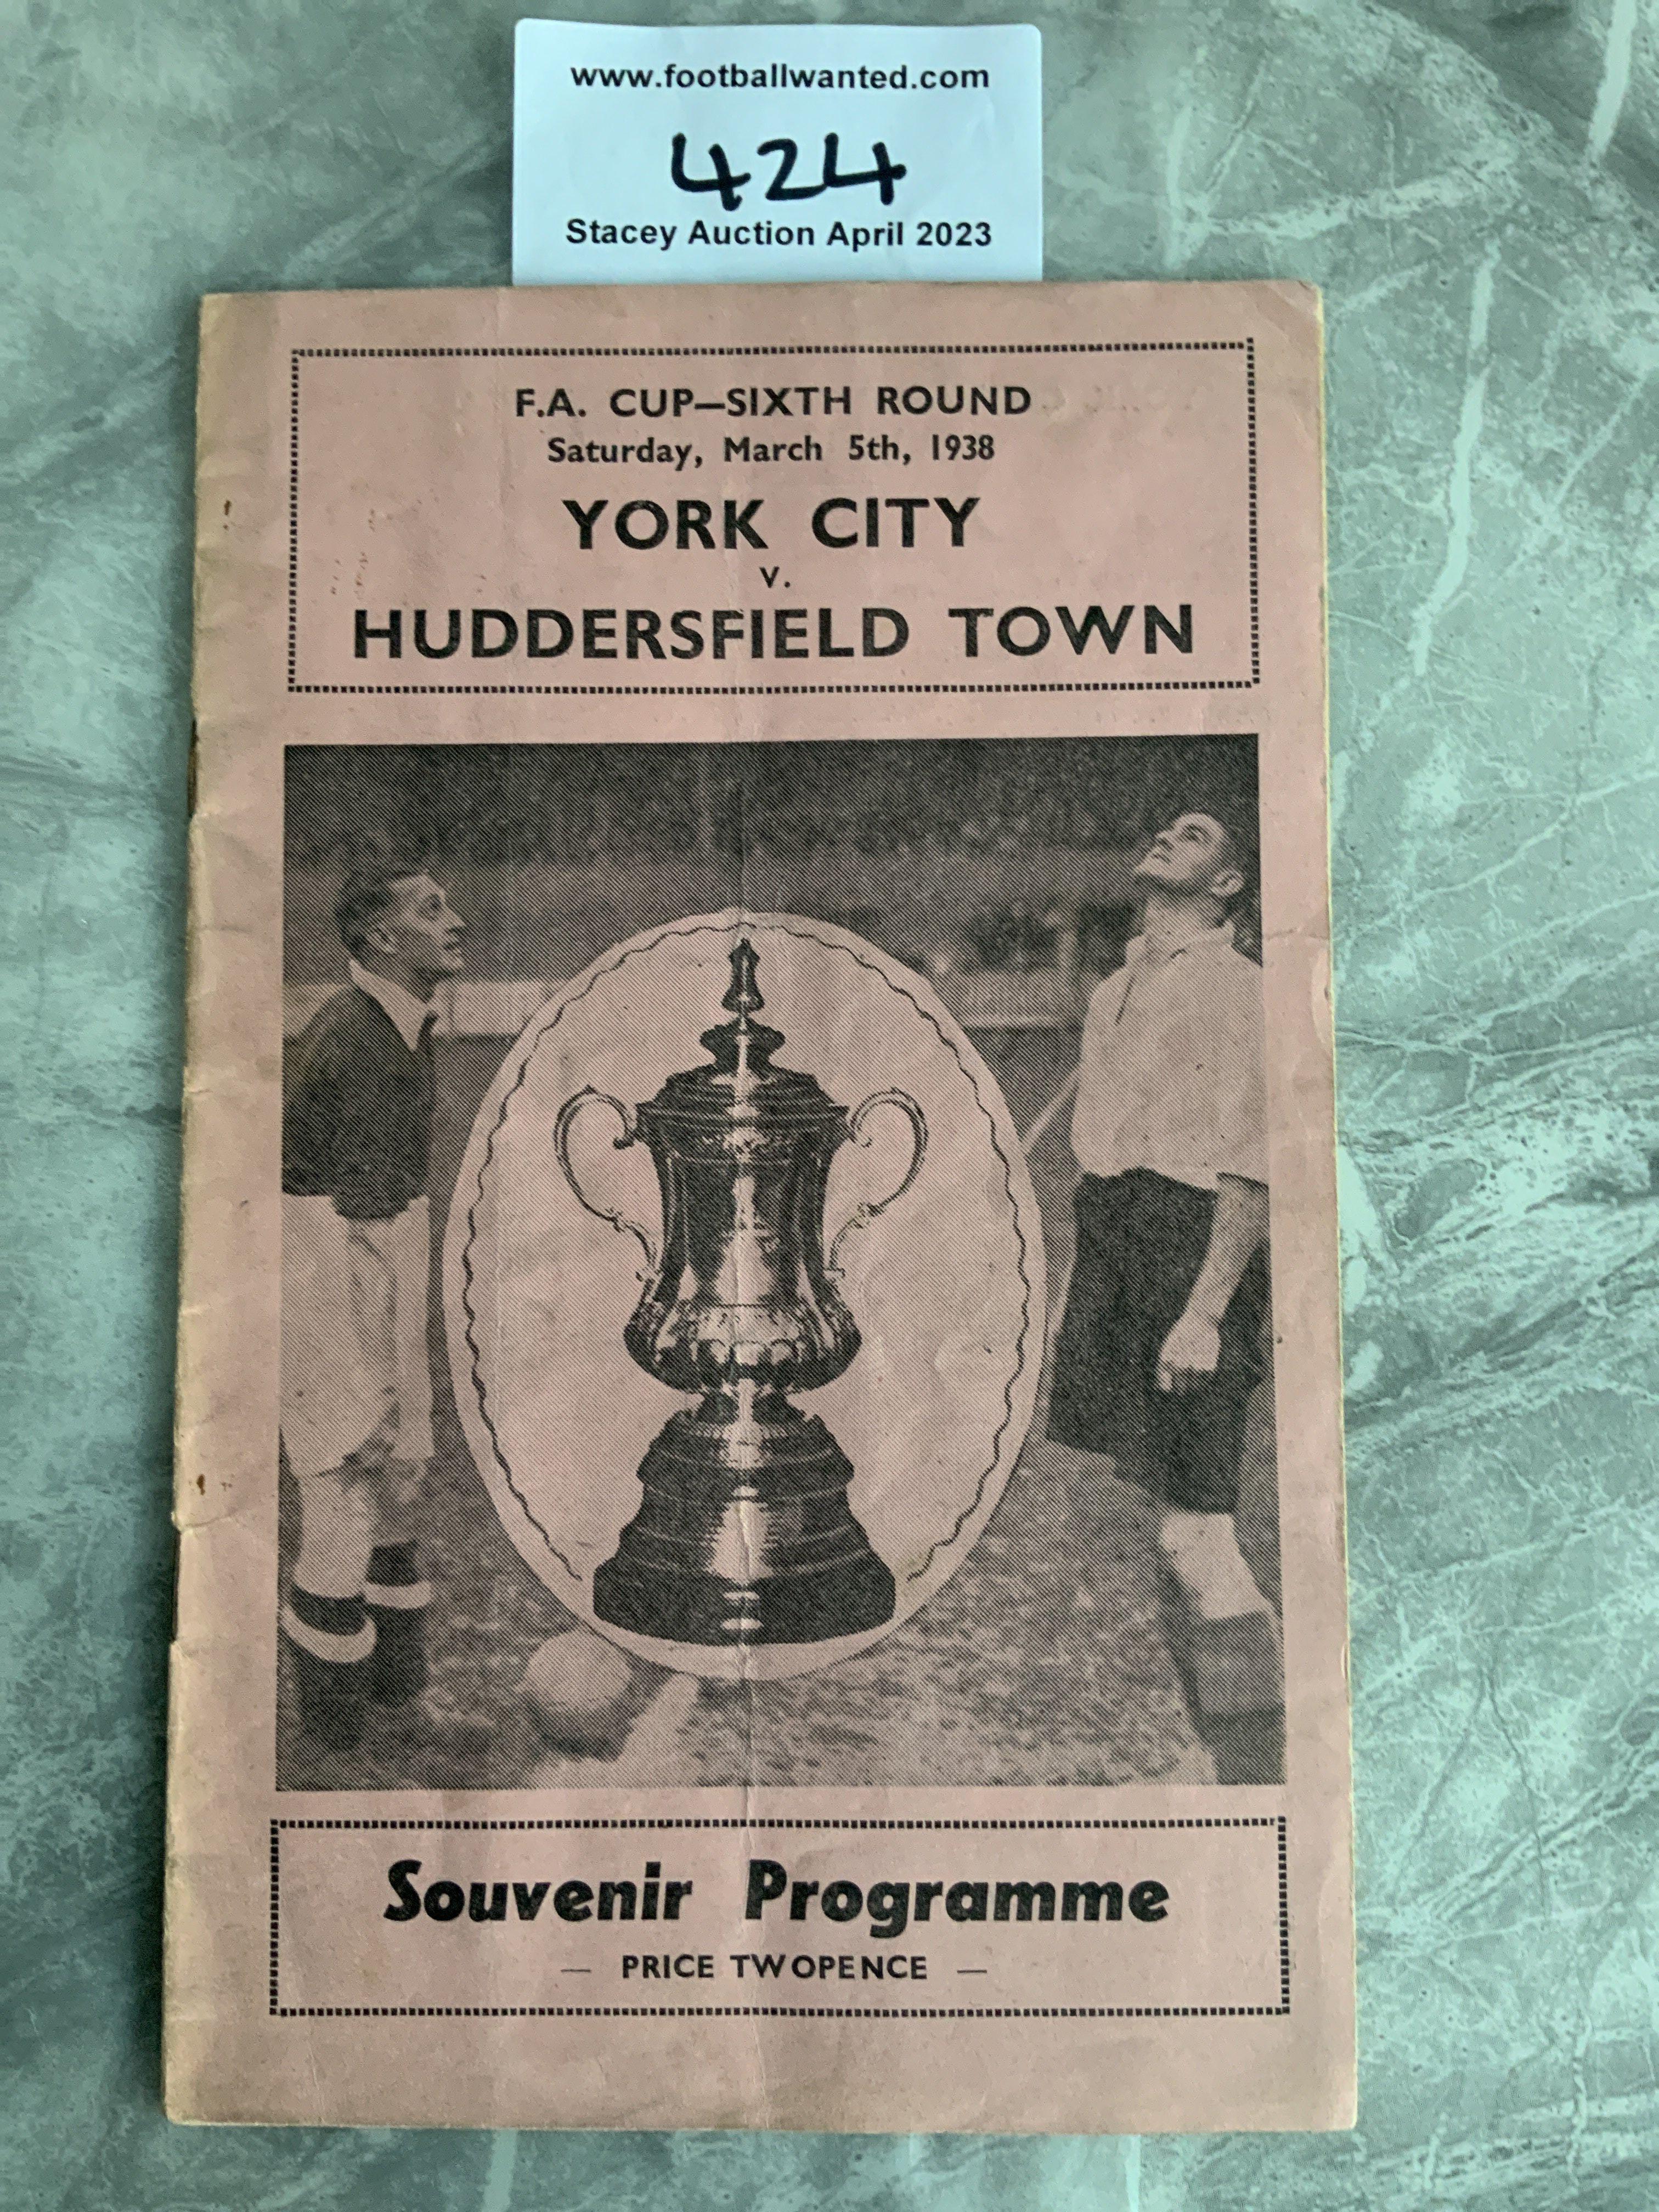 www.footballwanted.com
424
Stacey Auction April 2023
F.A. CUP—SIXTH ROUND
Saturday, March 5th, 1938
YORK CITY
v.
HUDDERSFIELD TOWN
Souvenir Programme
— PRICE TWOPENCE —